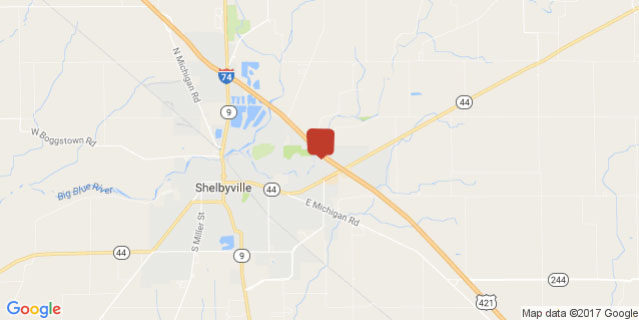 N Michigan Rd
74
9
44
W Boggstown Rd
Shelbyville
44
Big Blue River
E Michigan Rd
S Miller St
44
9
244
421
Google
Map data ©2017 Google